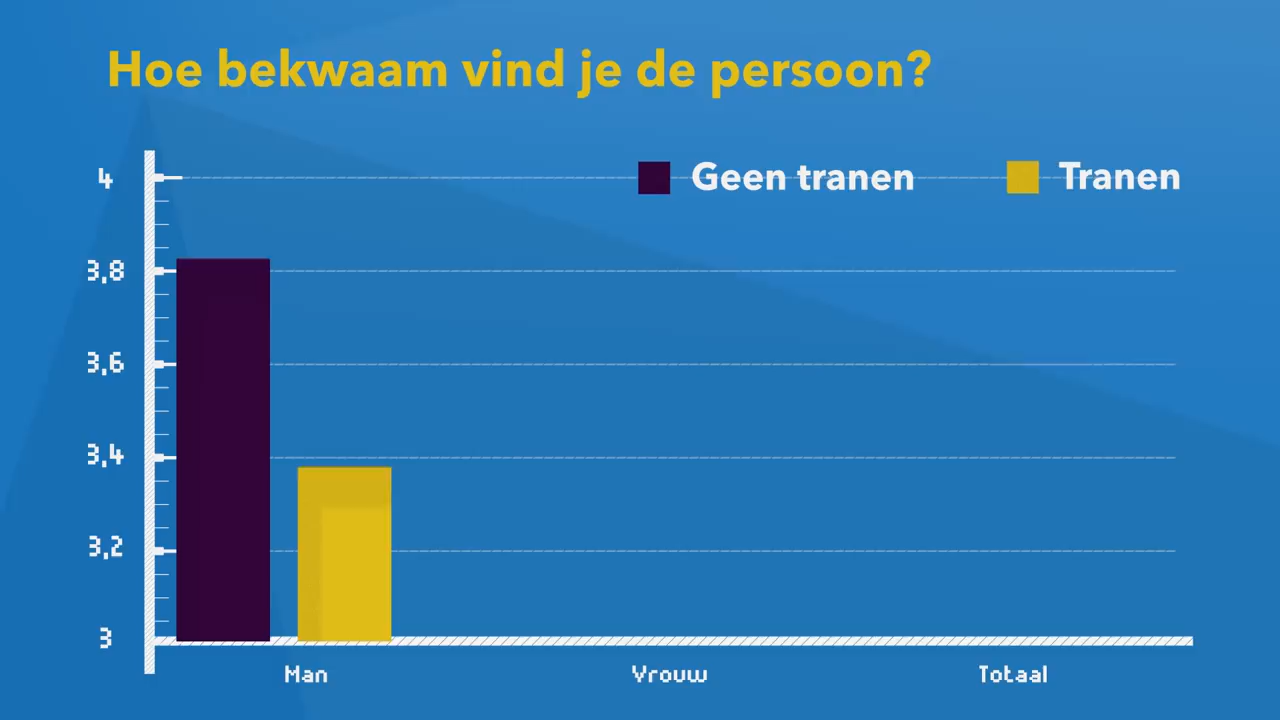 Hoe bekwaam vind je de persoon?
Geen tranen
Tranen
4
3,8
3,6
3,4
3,2
3
Man
Vrouw
Totaal